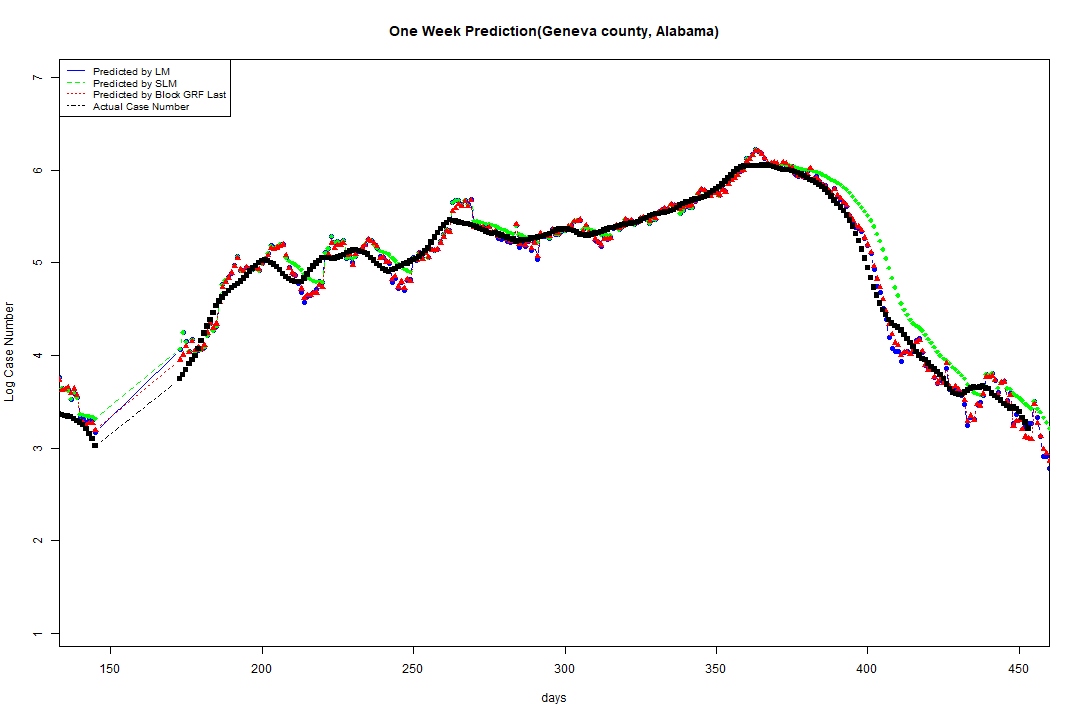 One Week Prediction(Geneva county, Alabama)
Predicted by LM
Predicted by SLM
Predicted by Block GRF Last
Actual Case Number
7
6
5
4
3
2
1
Log Case Number
150 200 250 300 350 400 450
days